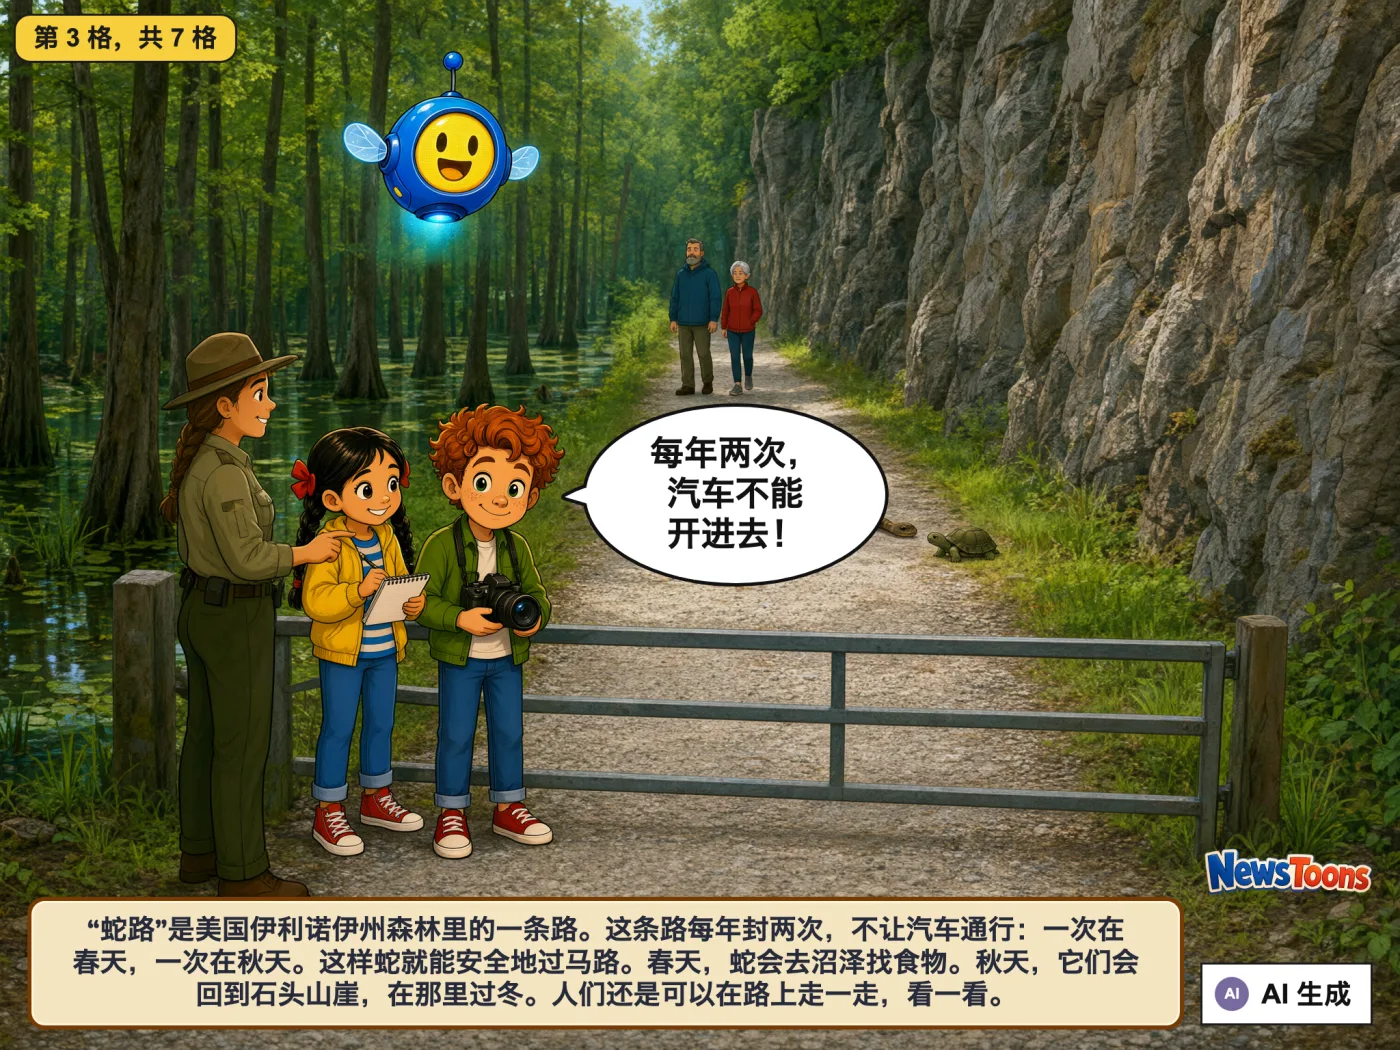 第 3 格，共 7 格
每年两次，
汽车不能
开进去！
NewsToons
“蛇路”是美国伊利诺伊州森林里的一条路。这条路每年封两次，不让汽车通行：一次在
春天，一次在秋天。这样蛇就能安全地过马路。春天，蛇会去沼泽找食物。秋天，它们会
回到石头山崖，在那里过冬。人们还是可以在路上走一走，看一看。
AI AI 生成